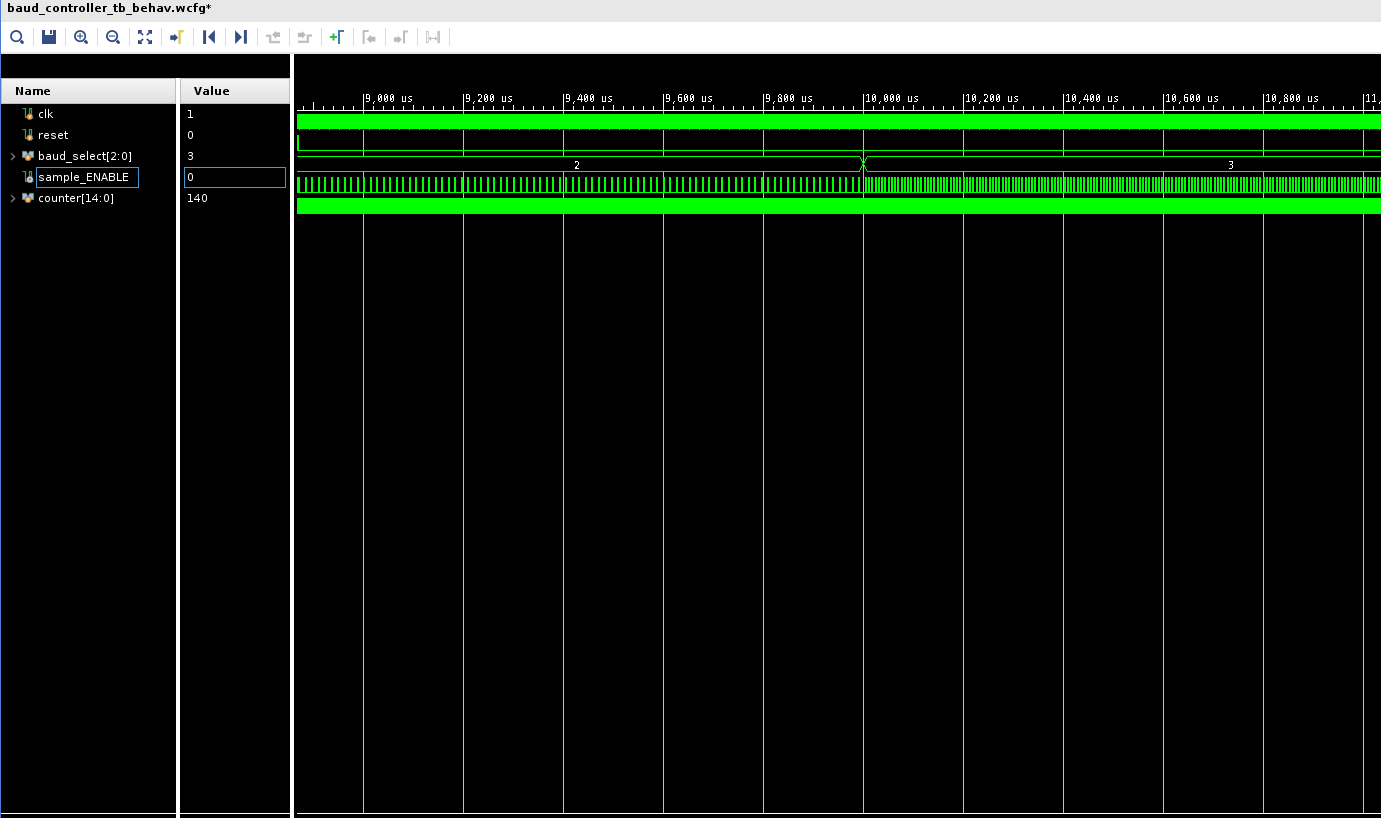 baud_controller_tb_behav.wcfg*
Name Value
9,000 us 9,200 us 9,400 us 9,600 us 9,800 us 10,000 us 10,200 us 10,400 us 10,600 us 10,800 us 11,
clk 1
reset 0
baud_select[2:0] 3 2 3
sample_ENABLE 0
counter[14:0] 140